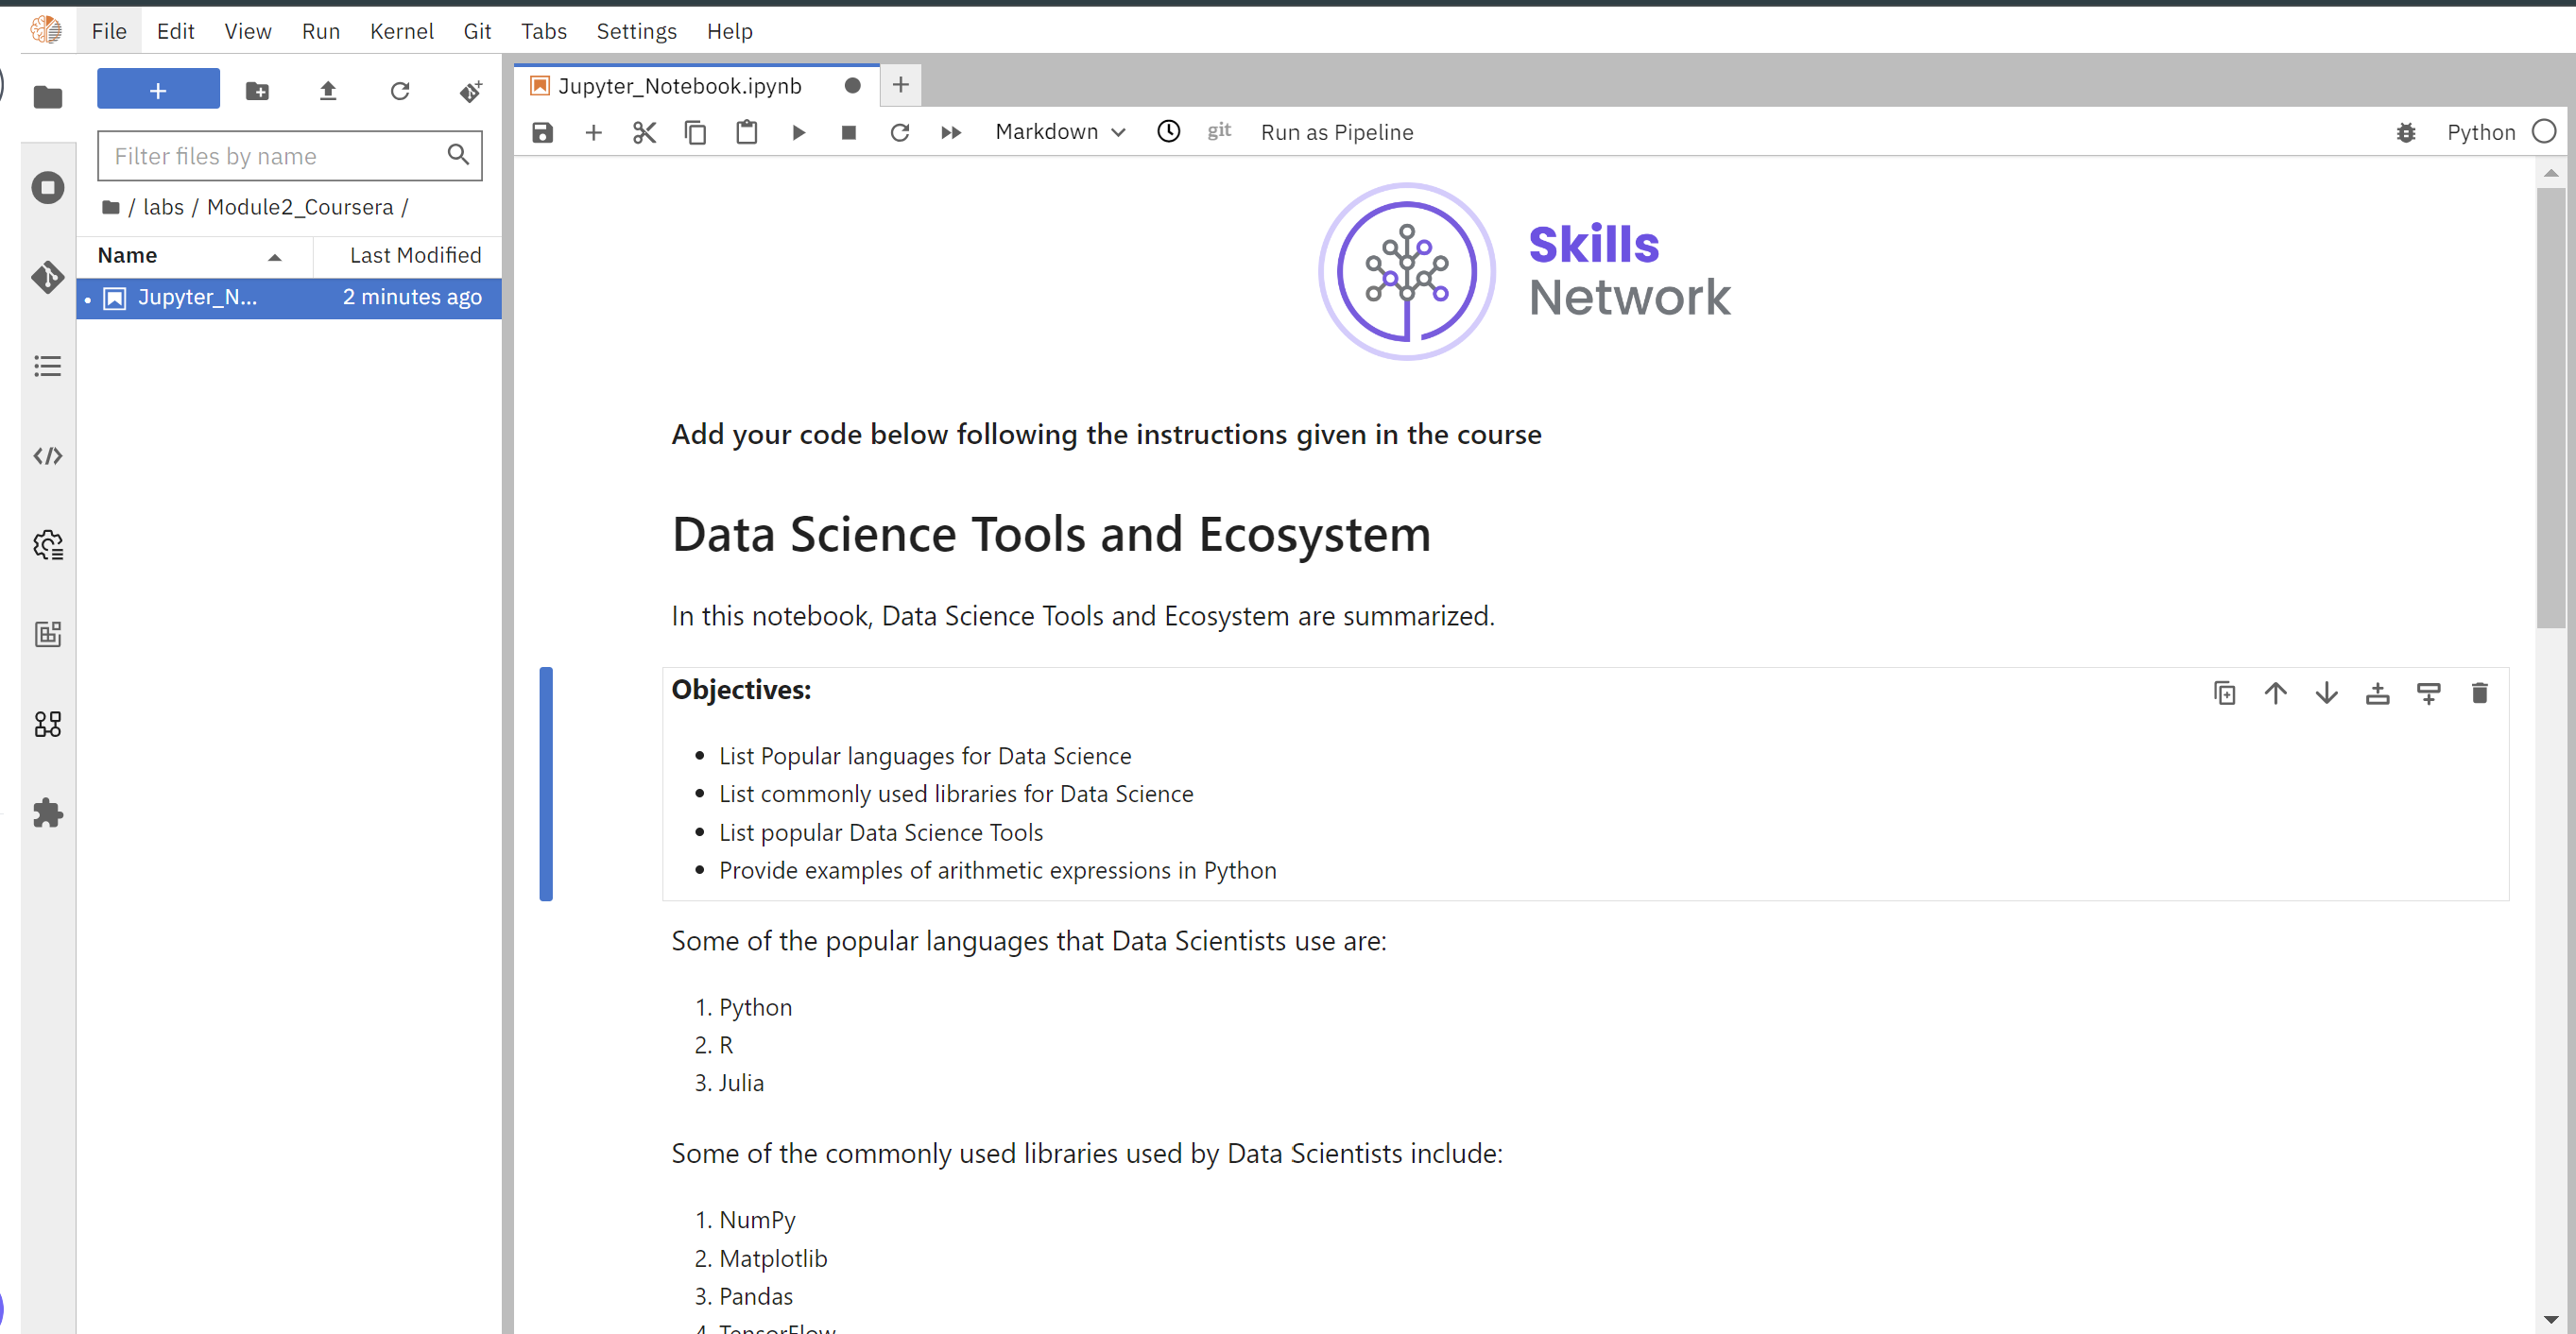 File Edit View Run Kernel Git Tabs Settings Help
Filter files by name
/ labs / Module2_Coursera /
Name Last Modified
Jupyter_N... 2 minutes ago
Jupyter_Notebook.ipynb
Markdown git Run as Pipeline Python
Skills
Network
Add your code below following the instructions given in the course
Data Science Tools and Ecosystem
In this notebook, Data Science Tools and Ecosystem are summarized.
Objectives:
• List Popular languages for Data Science
• List commonly used libraries for Data Science
• List popular Data Science Tools
• Provide examples of arithmetic expressions in Python
Some of the popular languages that Data Scientists use are:
1. Python
2. R
3. Julia
Some of the commonly used libraries used by Data Scientists include:
1. NumPy
2. Matplotlib
3. Pandas
4. TensorFlow